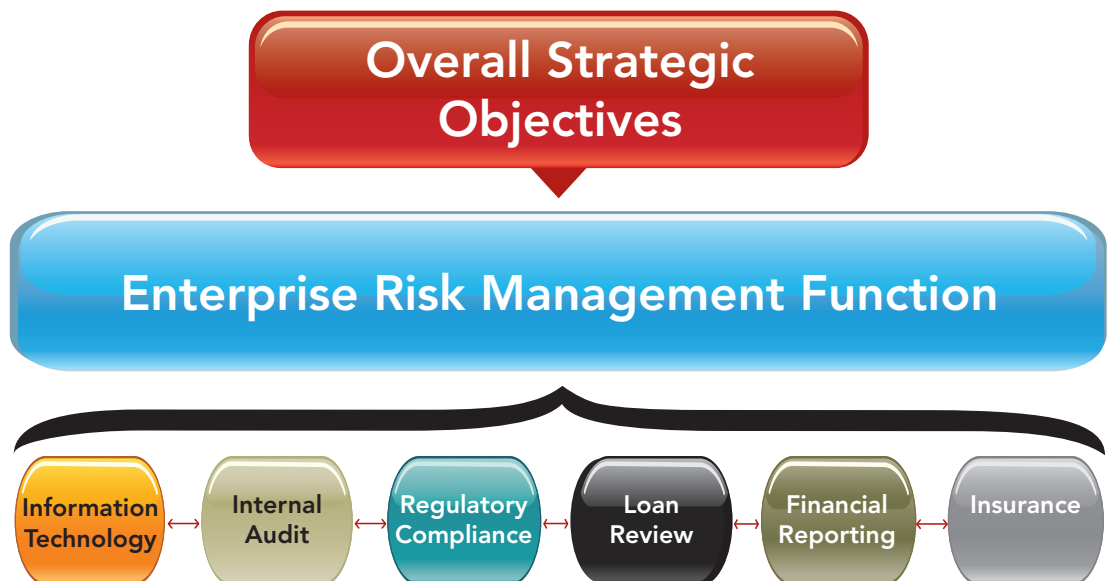 Overall Strategic
Objectives
Enterprise Risk Management Function
Information
Technology
Internal
Audit
Regulatory
Compliance
Loan
Review
Financial
Reporting
Insurance